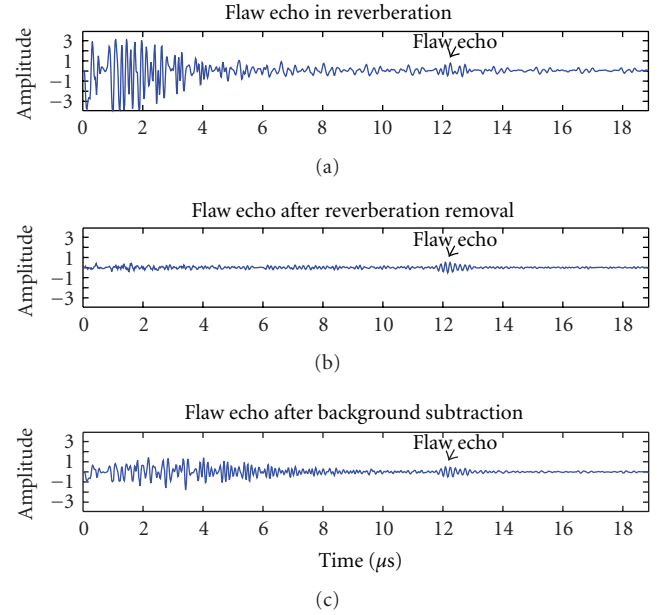 Flaw echo in reverberation
Amplitude
3
1
−1
−3
Flaw echo
0 2 4 6 8 10 12 14 16 18
(a)
Flaw echo after reverberation removal
Amplitude
3
1
−1
−3
Flaw echo
0 2 4 6 8 10 12 14 16 18
(b)
Flaw echo after background subtraction
Amplitude
3
1
−1
−3
Flaw echo
0 2 4 6 8 10 12 14 16 18
Time (μs)
(c)